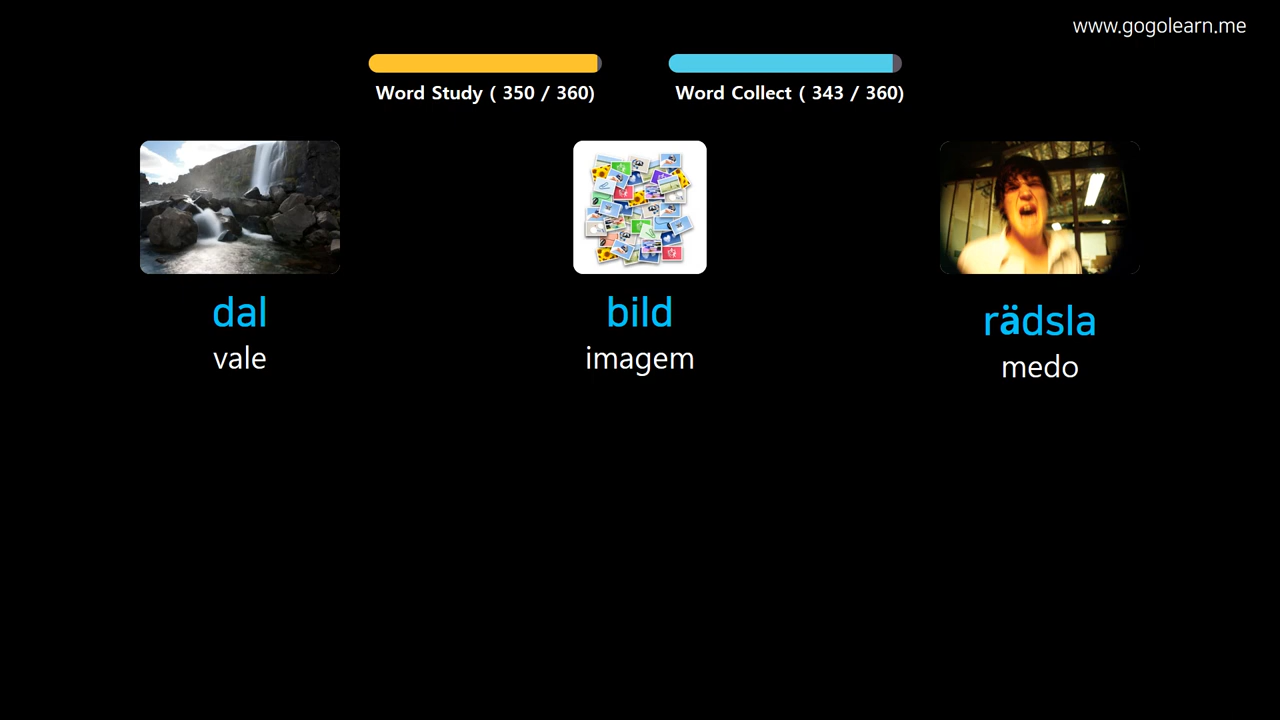 www.gogolearn.me
Word Study ( 350 / 360)
Word Collect ( 343 / 360)
dal
vale
bild
imagem
rädsla
medo